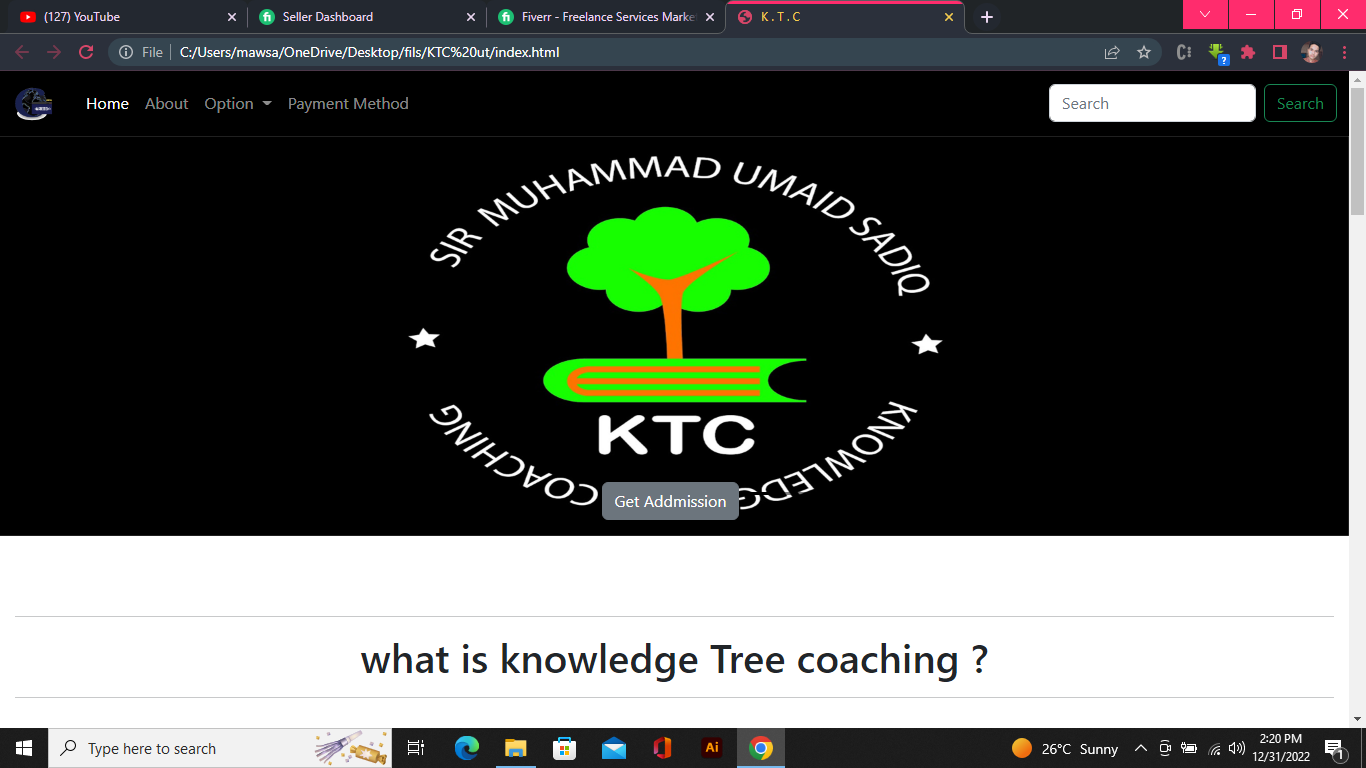 (127) YouTube
Seller Dashboard
Fiverr - Freelance Services Marke
K.T.C
File
C:/Users/mawsa/OneDrive/Desktop/fils/KTC%20ut/index.html
Home
About
Option
Payment Method
Search
Search
SIR MUHAMMAD UMAID SADIQ
KTC
KNOWLEDG
COACHING
Get Addmission
what is knowledge Tree coaching ?
Type here to search
Ai
26°C Sunny
2:20 PM
12/31/2022
1